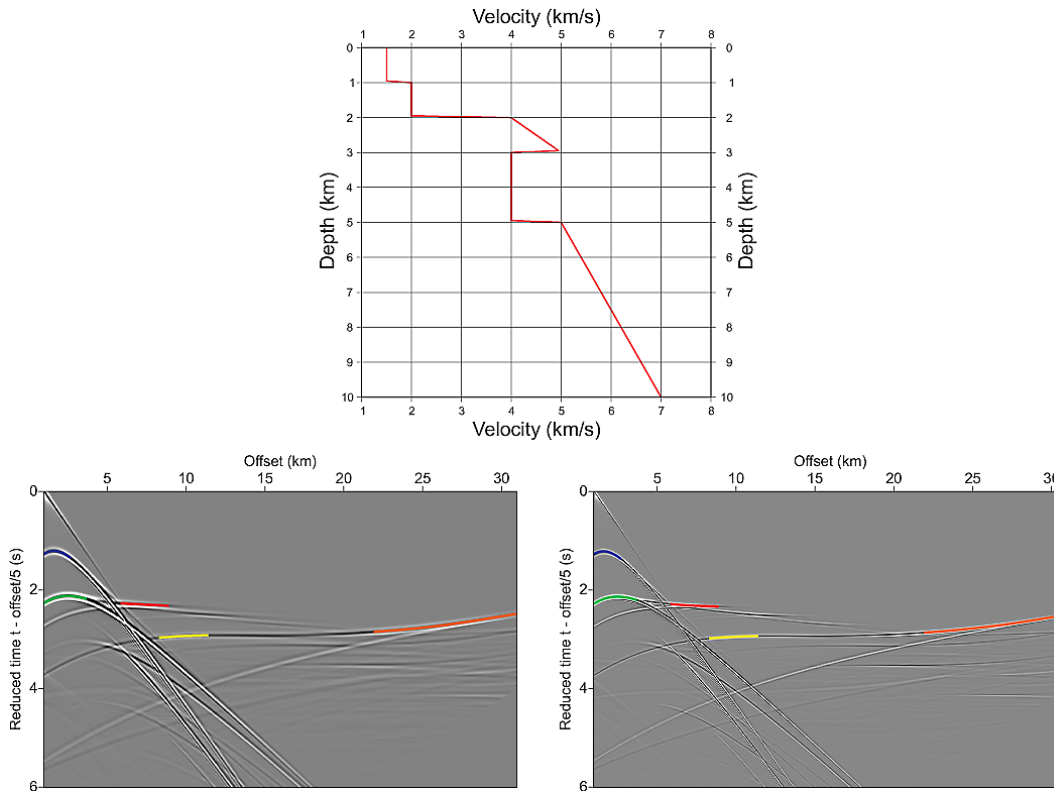 Velocity (km/s)
1 2 3 4 5 6 7 8
0 0
1 1
2 2
3 3
4 4
5 5
6 6
7 7
8 8
9 9
10 10
Depth (km)
Depth (km)
1 2 3 4 5 6 7 8
Velocity (km/s)
Offset (km)
5 10 15 20 25 30
0
2
4
6
Reduced time t - offset/5 (s)
Offset (km)
5 10 15 20 25 30
0
2
4
6
Reduced time t - offset/5 (s)